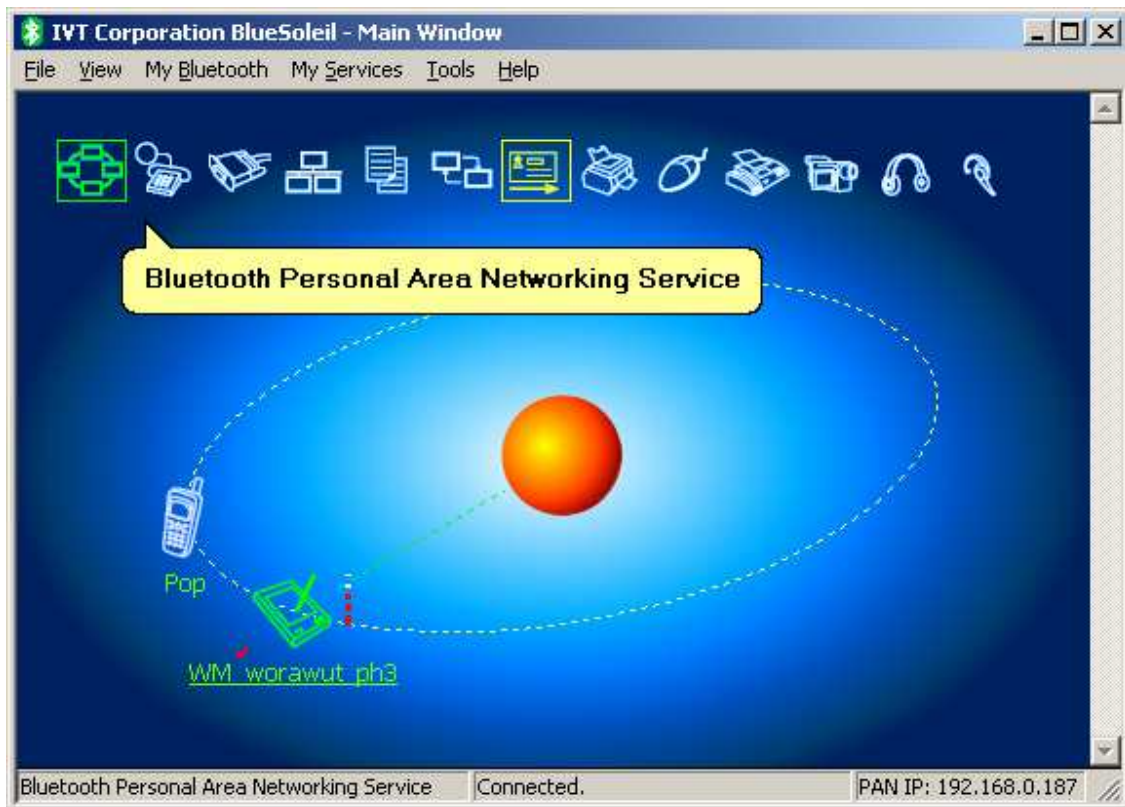 IVT Corporation BlueSoleil - Main Window
File View My Bluetooth My Services Tools Help
Bluetooth Personal Area Networking Service
Pop
WM_worawut_ph3
Bluetooth Personal Area Networking Service Connected. PAN IP: 192.168.0.187